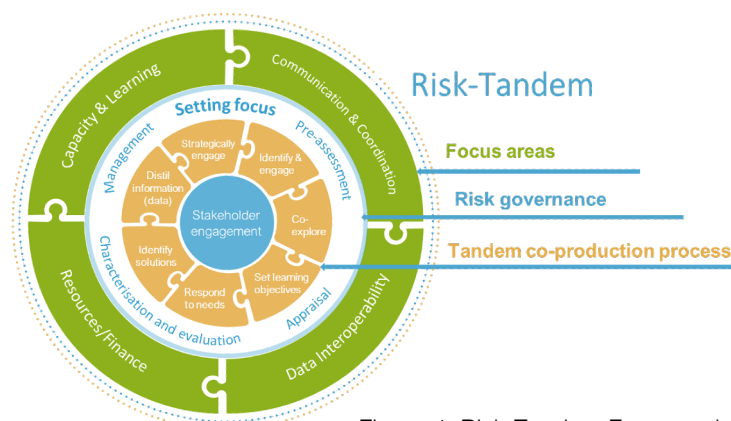 Risk-Tandem
Capacity & Learning
Communication & Coordination
Setting focus
Management
Pre-assessment
Strategically
engage
Identify &
engage
Focus areas
Distil
information
(data)
Stakeholder
engagement
Co-
explore
Risk governance
Identify
solutions
Respond
to needs
Set learning
objectives
Tandem co-production process
Characterisation and evaluation
Appraisal
Resources/Finance
Data Interoperability